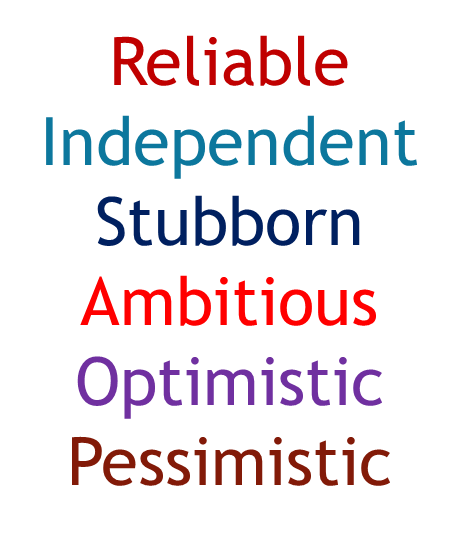 Reliable
Independent
Stubborn
Ambitious
Optimistic
Pessimistic